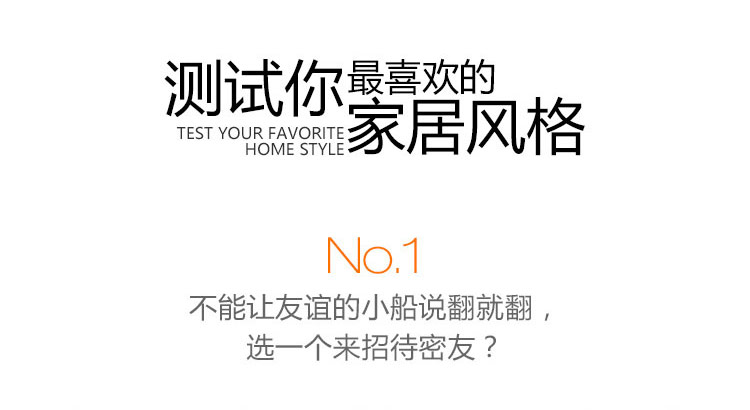 测试你最喜欢的
家居风格
TEST YOUR FAVORITE
HOME STYLE
No.1
不能让友谊的小船说翻就翻，
选一个来招待密友？